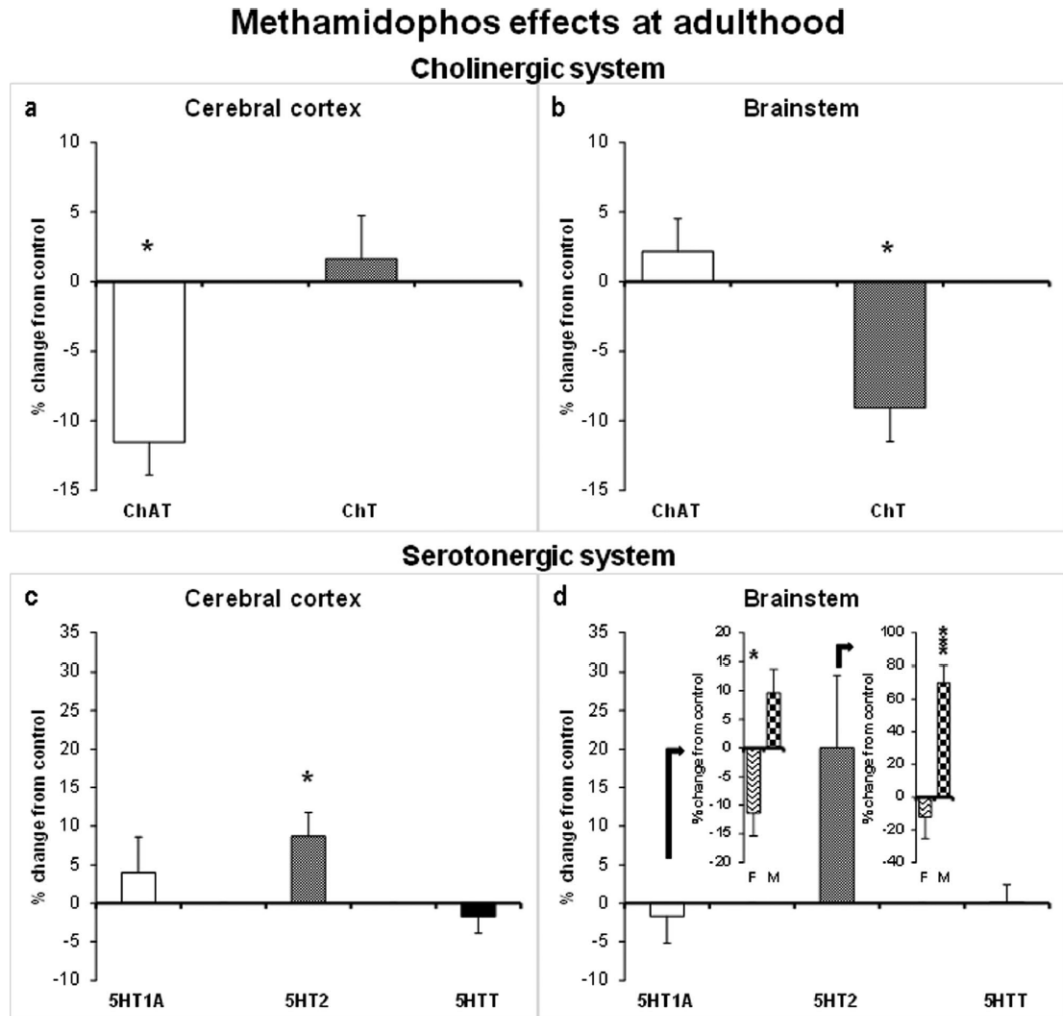 Methamidophos effects at adulthood
Cholinergic system
a
Cerebral cortex
% change from control
10
5
0
-5
-10
-15
*
ChAT
ChT
b
Brainstem
% change from control
10
5
0
-5
-10
-15
*
ChAT
ChT
Serotonergic system
c
Cerebral cortex
% change from control
35
30
25
20
15
10
5
0
-5
-10
*
5HT1A
5HT2
5HTT
d
Brainstem
% change from control
35
30
25
20
15
10
5
0
-5
-10
% change from control
20
15
10
5
0
-5
-10
-15
-20
*
F M
% change from control
100
80
60
40
20
0
-20
-40
***
F M
5HT1A
5HT2
5HTT